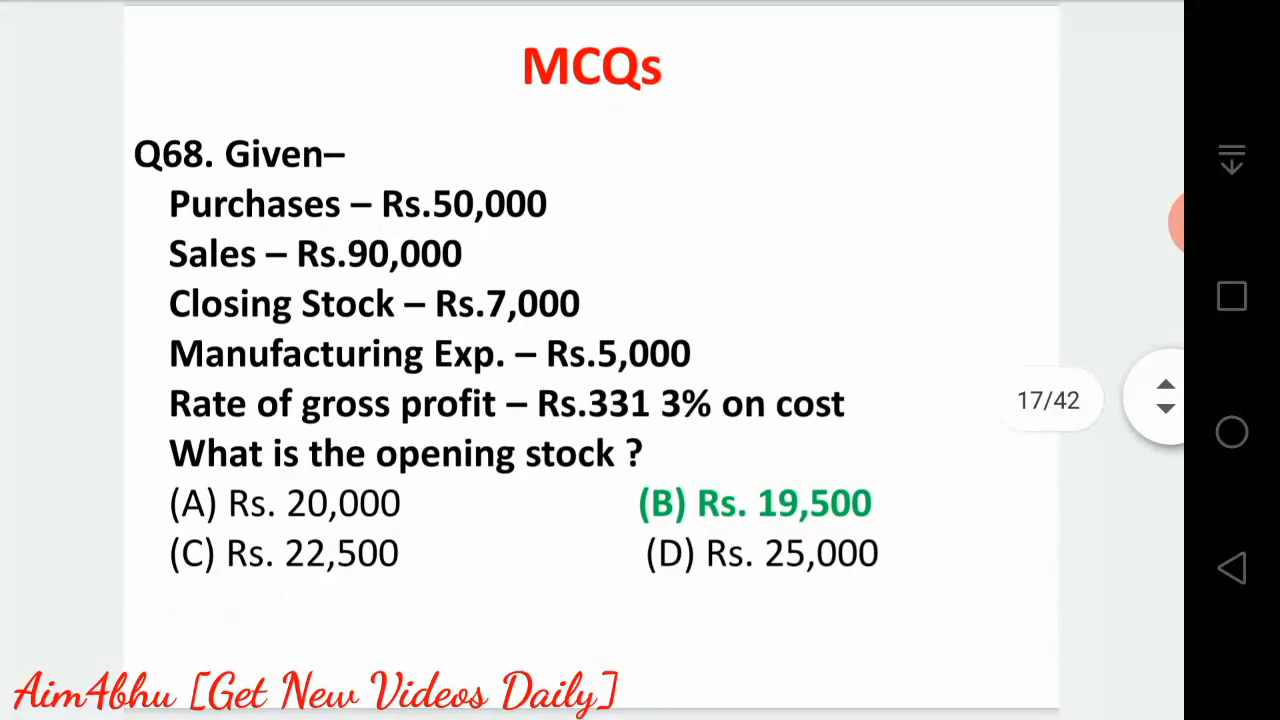 MCQs
Q68. Given–
Purchases – Rs.50,000
Sales – Rs.90,000
Closing Stock – Rs.7,000
Manufacturing Exp. – Rs.5,000
Rate of gross profit – Rs.331 3% on cost
17/42
What is the opening stock ?
(A) Rs. 20,000 (B) Rs. 19,500
(C) Rs. 22,500 (D) Rs. 25,000
Aim4bhu [Get New Videos Daily]